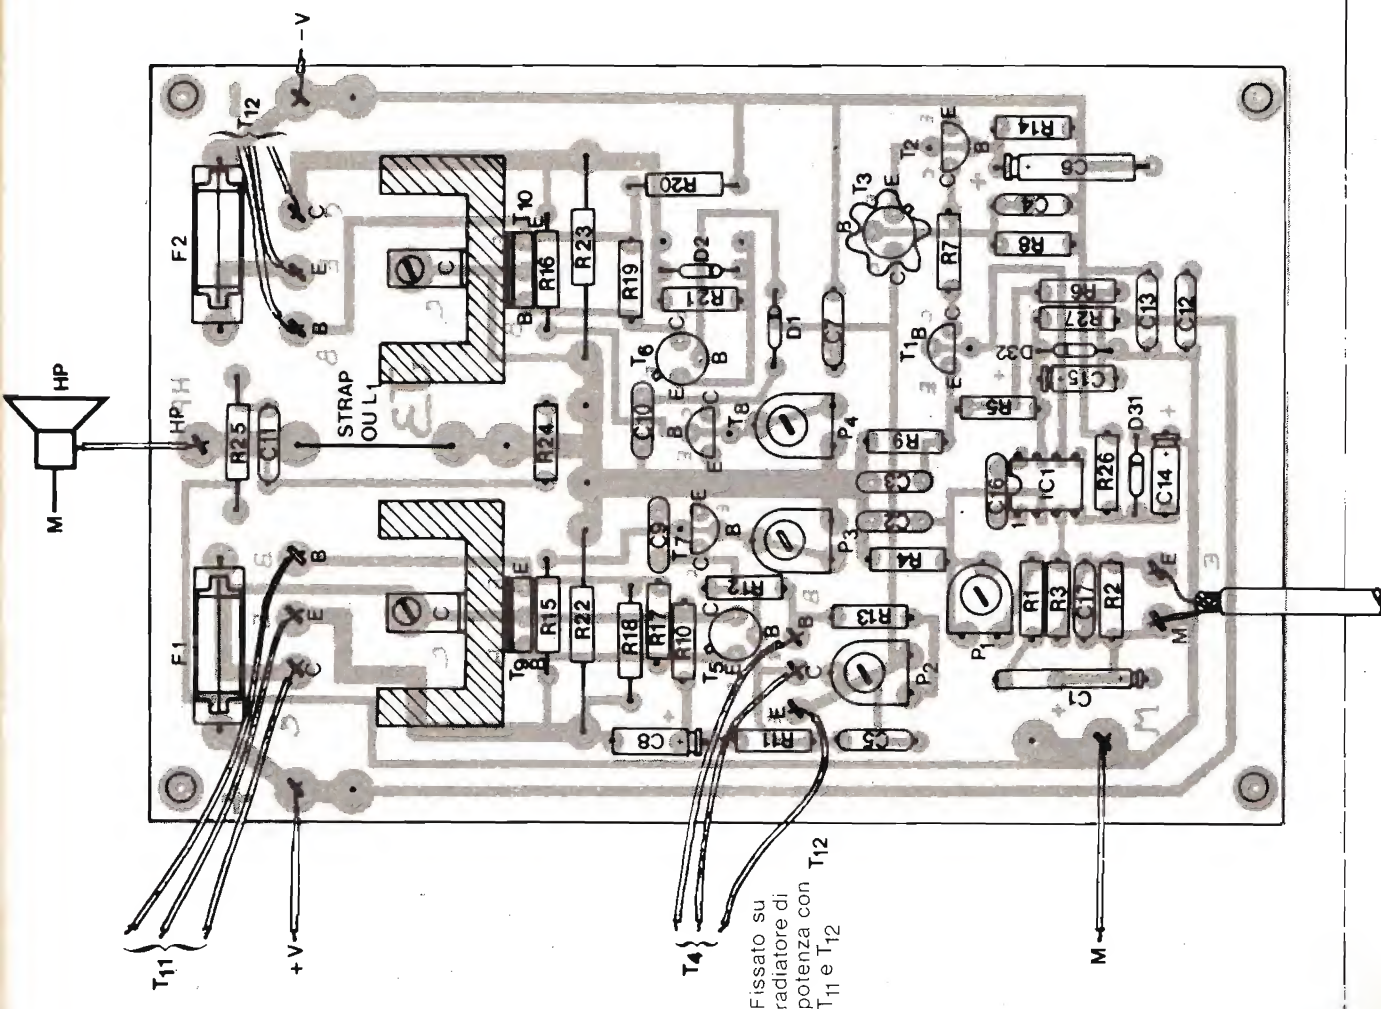 -V
T12
F2
C
E
B
HP
M
HP
R25
C11
STRAP
OU L1
R24
C
T10
E
R16
B
R23
R19
R20
D2
R21
C
T6
B
E
D1
C7
C10
B
C
E
T8
P4
T3
B
E
C
T2
E
B
C
R14
C6
+
C4
R8
R7
T1
B
C
E
R6
R27
C13
C12
D32
C15
+
R5
R9
C3
C2
R4
C16
IC1
1
R26
D31
C14
+
F1
B
E
C
C
T9
E
B
R15
R22
R18
R17
R10
C9
T7
E
B
C
P3
R12
C
T5
B
E
B
C
E
R13
P2
R11
C5
C8
+
P1
R1
R3
C17
R2
E
M
C1
+
T11
+V
T4
Fissato su
radiatore di
potenza con
T11 e T12
T12
M